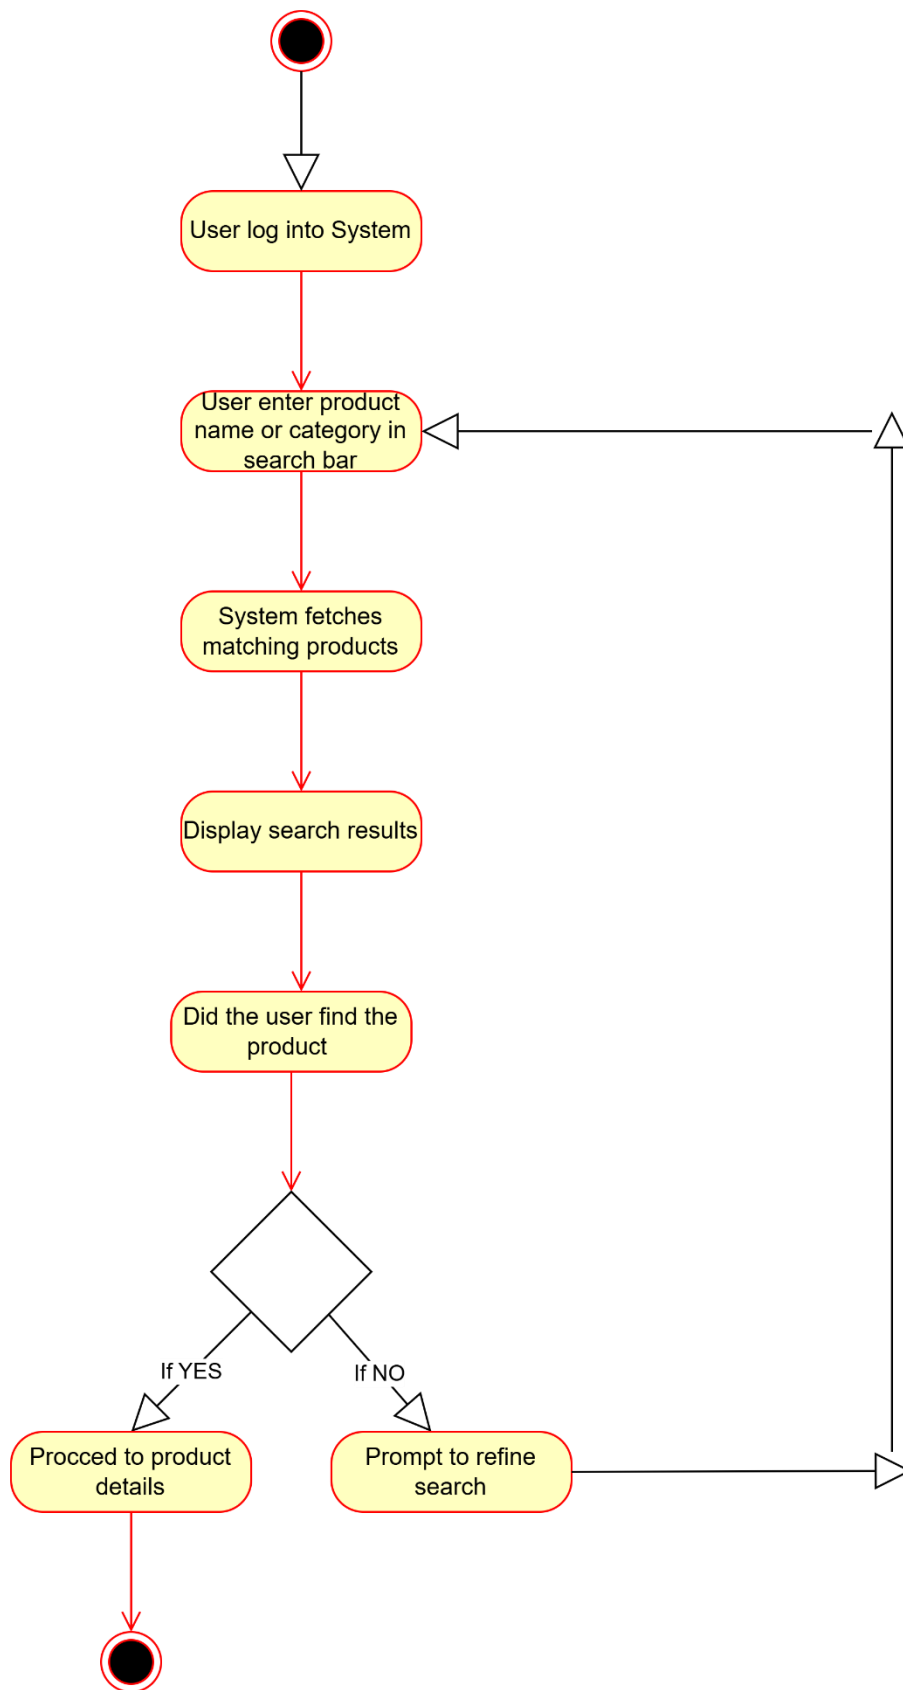 User log into System
User enter product
name or category in
search bar
System fetches
matching products
Display search results
Did the user find the
product
If YES
If NO
Procced to product
details
Prompt to refine
search